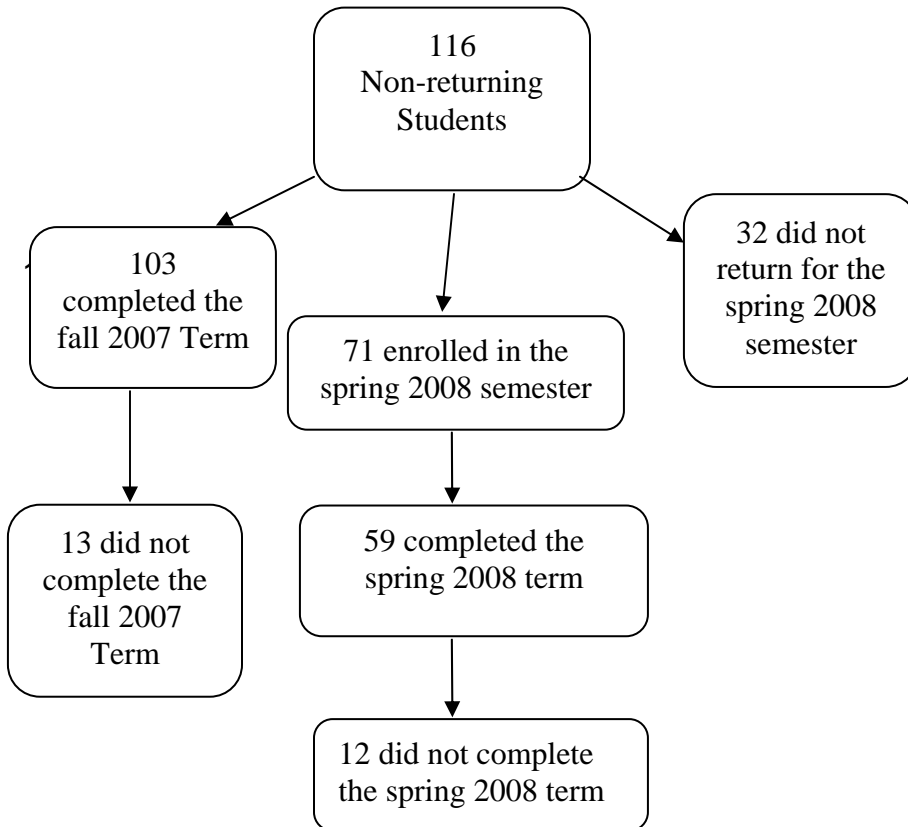 116
Non-returning
Students
103
completed the
fall 2007 Term
71 enrolled in the
spring 2008 semester
32 did not
return for the
spring 2008
semester
13 did not
complete the
fall 2007
Term
59 completed the
spring 2008 term
12 did not complete
the spring 2008 term